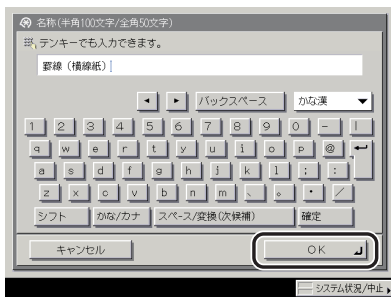 名称(半角100文字/全角50文字)
テンキーでも入力できます。
罫線（横線紙）
◄ ► バックスペース かな漢 ▼
1 2 3 4 5 6 7 8 9 0 - |
q w e r t y u i o p @ ↵
a s d f g h j k l ; :
z x c v b n m 、 。 ・ /
シフト かな/カナ スペース/変換(次候補) 確定
キャンセル OK
システム状況/中止